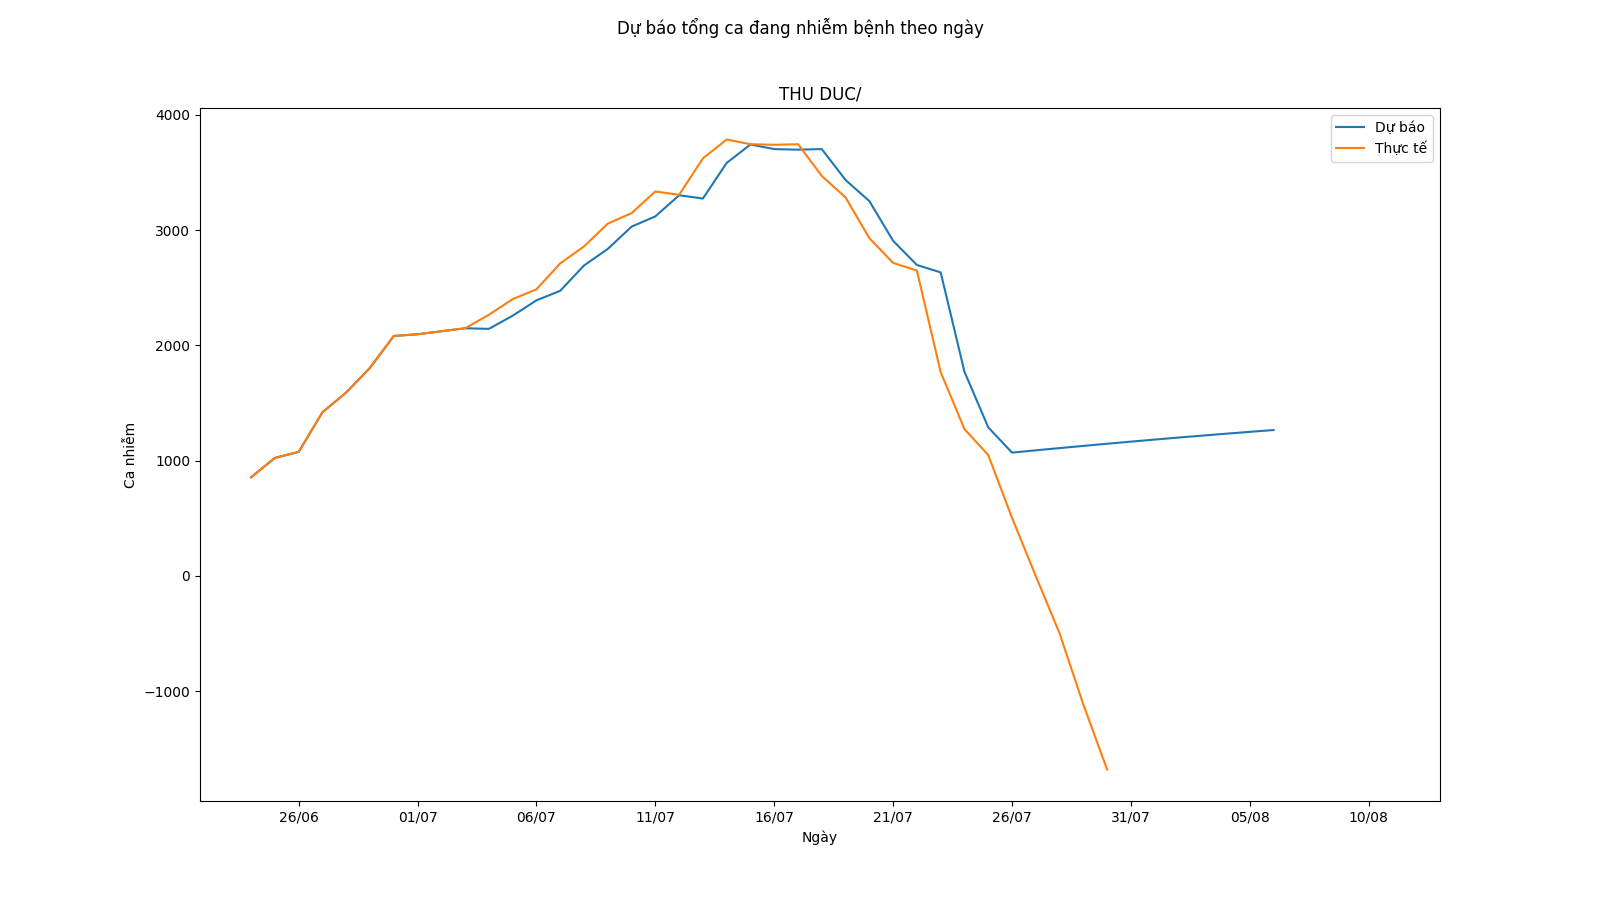 Dự báo tổng ca đang nhiễm bệnh theo ngày
THU DUC/
Dự báo
Thực tế
4000
3000
2000
1000
0
−1000
Ca nhiễm
26/06 01/07 06/07 11/07 16/07 21/07 26/07 31/07 05/08 10/08
Ngày